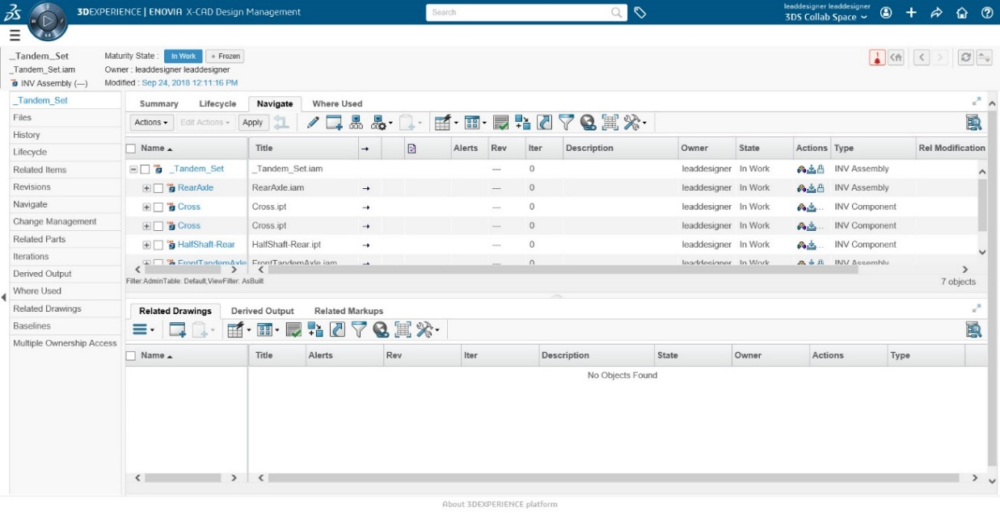 3DEXPERIENCE | ENOVIA X-CAD Design Management
Search
leaddesigner leaddesigner
3DS Collab Space
_Tandem_Set
_Tandem_Set.iam
INV Assembly (---)
Maturity State : In Work + Frozen
Owner : leaddesigner leaddesigner
Modified : Sep 24, 2018 12:11:16 PM
1
_Tandem_Set
Files
History
Lifecycle
Related Items
Revisions
Navigate
Change Management
Related Parts
Iterations
Derived Output
Where Used
Related Drawings
Baselines
Multiple Ownership Access
Summary Lifecycle Navigate Where Used
Actions Edit Actions Apply
Name Title Alerts Rev Iter Description Owner State Actions Type Rel Modification
_Tandem_Set _Tandem_Set.iam --- 0 leaddesigner In Work INV Assembly
RearAxle RearAxle.iam --- 0 leaddesigner In Work INV Assembly
Cross Cross.ipt --- 0 leaddesigner In Work ... INV Component
Cross Cross.ipt --- 0 leaddesigner In Work ... INV Component
HalfShaft-Rear HalfShaft-Rear.ipt --- 0 leaddesigner In Work ... INV Component
FrontTandemAxle FrontTandemAxle.iam --- 0 leaddesigner In Work INV Assembly
Filter:AdminTable: Default,ViewFilter: AsBuilt
7 objects
Related Drawings Derived Output Related Markups
Name Title Alerts Rev Iter Description State Owner Actions Type
No Objects Found
About 3DEXPERIENCE platform